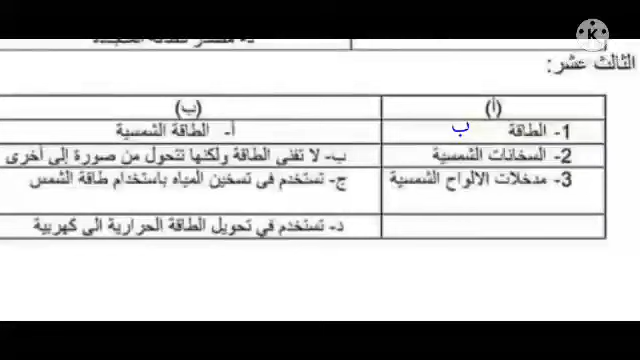 الثالث عشر:
(أ) (ب)
1- الطاقة ب أ- الطاقة الشمسية
2- السخانات الشمسية ب- لا تفنى الطاقة ولكنها تتحول من صورة إلى أخرى
3- مدخلات الالواح الشمسية ج- تستخدم فى تسخين المياه باستخدام طاقة الشمس
د- تستخدم في تحويل الطاقة الحرارية الى كهربية